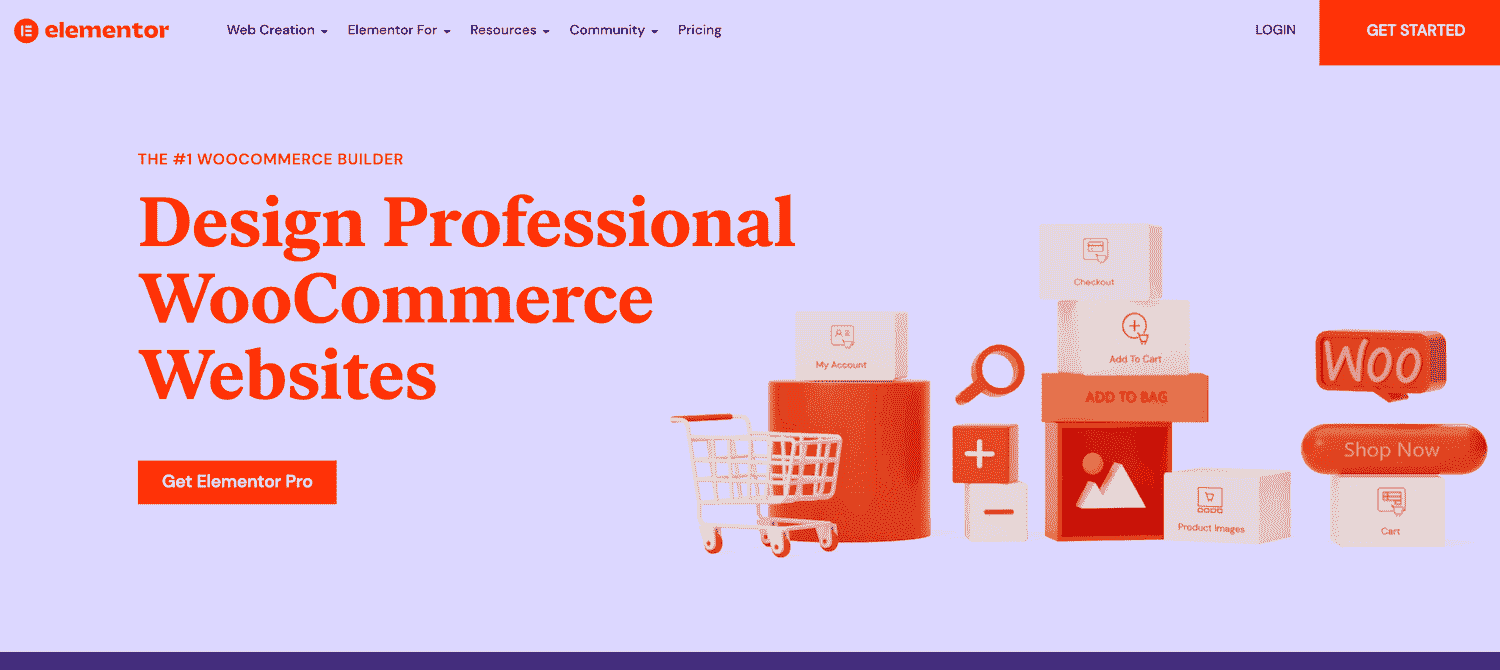 elementor
Web Creation
Elementor For
Resources
Community
Pricing
LOGIN
GET STARTED
THE #1 WOOCOMMERCE BUILDER
Design Professional
WooCommerce
Websites
Get Elementor Pro
My Account
Checkout
Add To Cart
ADD TO BAG
Product Images
Woo
Shop Now
Cart